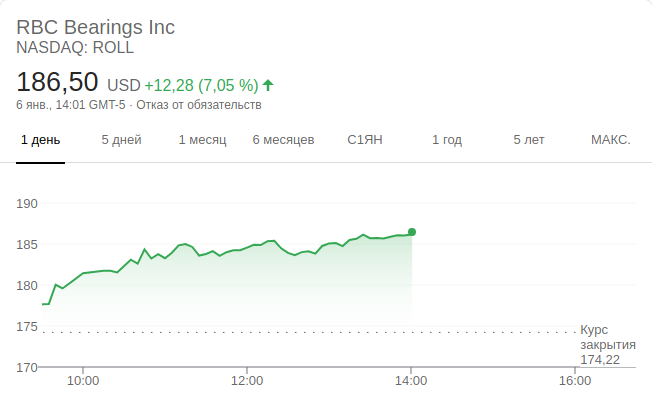 RBC Bearings Inc
NASDAQ: ROLL
186,50 USD +12,28 (7,05 %)
6 янв., 14:01 GMT-5 · Отказ от обязательств
1 день 5 дней 1 месяц 6 месяцев С1ЯН 1 год 5 лет МАКС.
190
185
180
175
170
Курс
закрытия
174,22
10:00 12:00 14:00 16:00